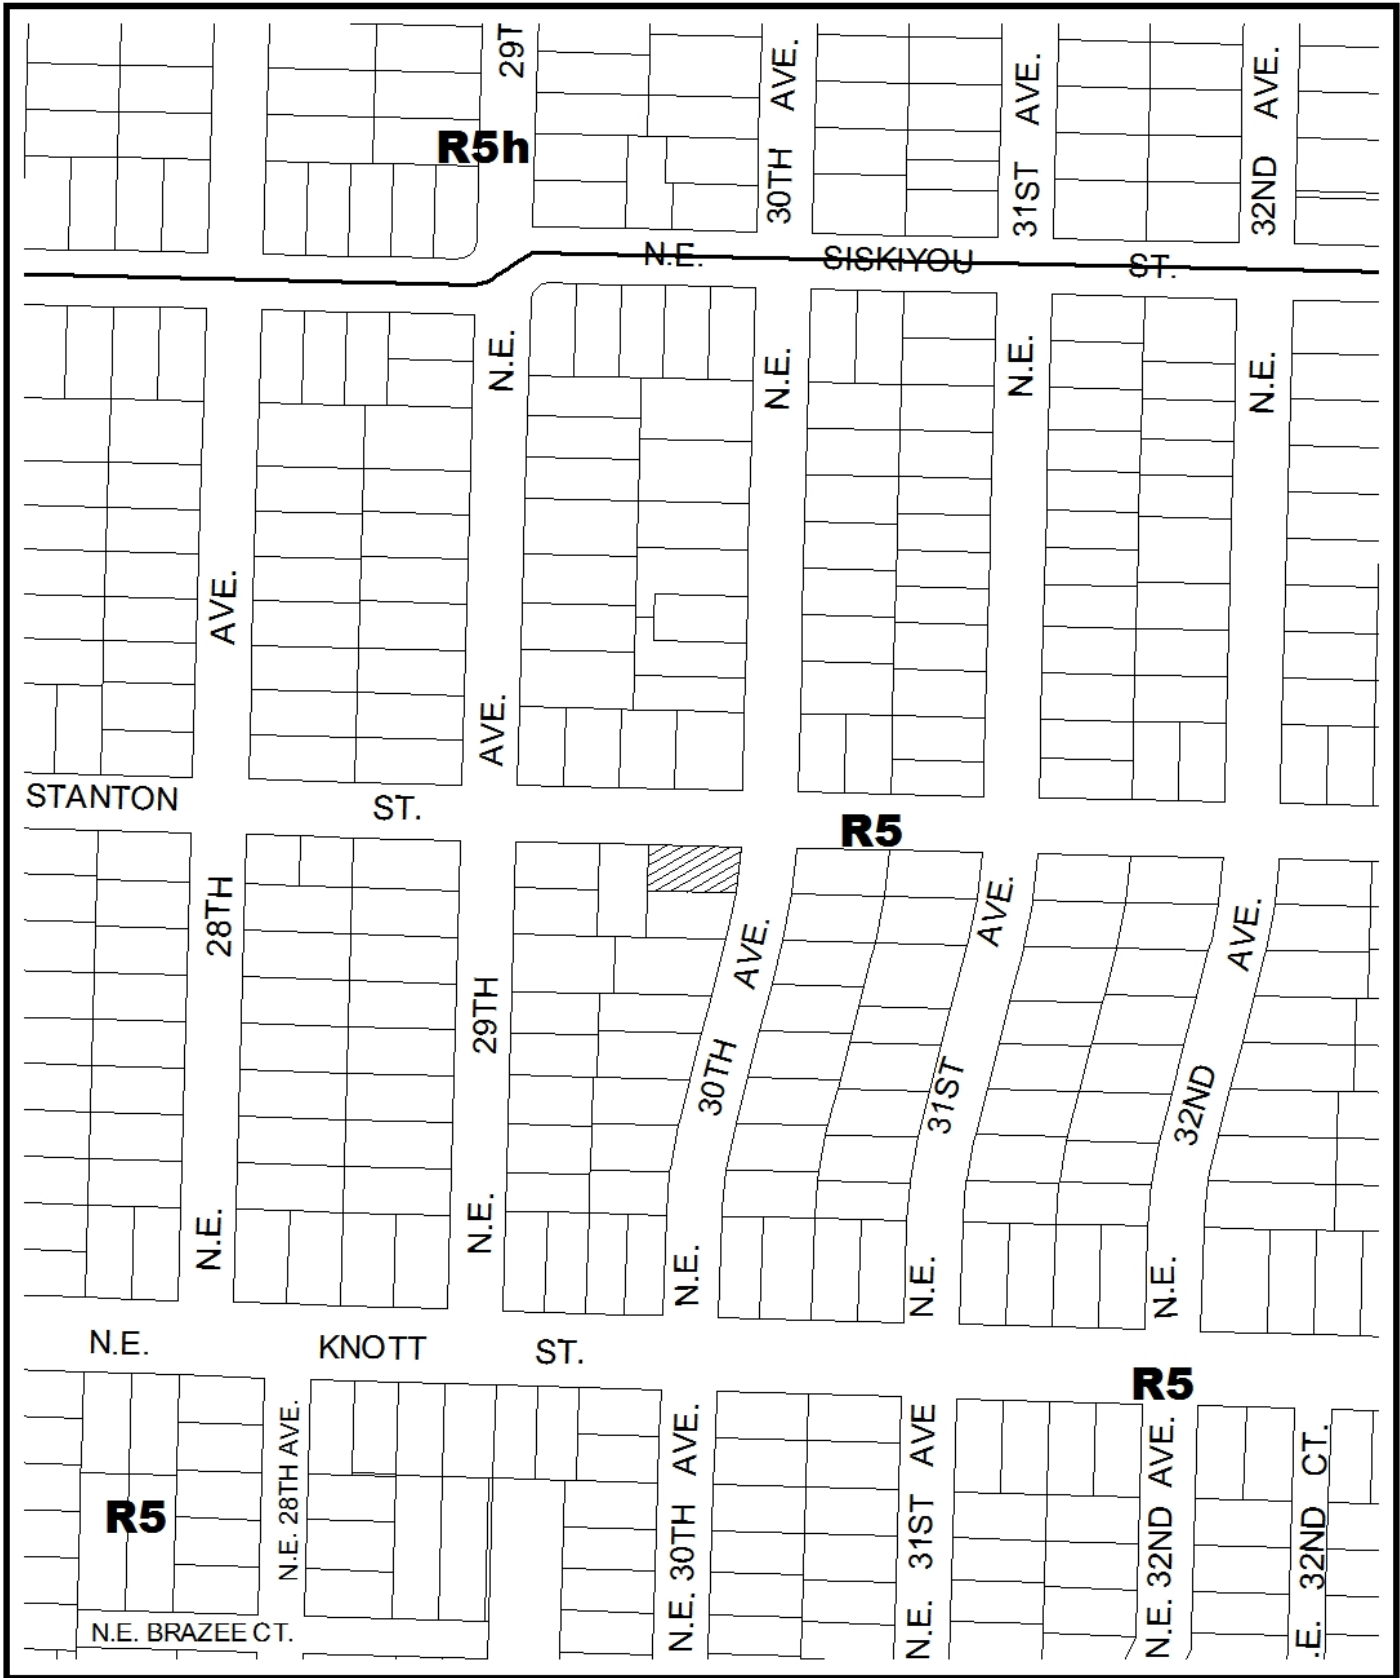 29T
30TH AVE.
31ST AVE.
32ND AVE.
R5h
N.E. SISKIYOU ST.
N.E.
N.E.
N.E.
N.E.
AVE.
AVE.
STANTON ST.
R5
28TH
AVE.
AVE.
AVE.
29TH
30TH
31ST
32ND
N.E.
N.E.
N.E.
N.E.
N.E.
N.E. KNOTT ST.
R5
N.E. 28TH AVE.
N.E. 30TH AVE.
N.E. 31ST AVE
N.E. 32ND AVE.
.E. 32ND CT.
R5
N.E. BRAZEE CT.